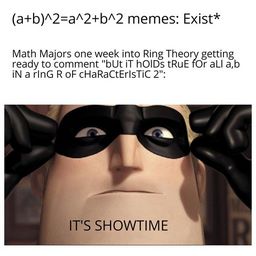 (a+b)^2=a^2+b^2 memes: Exist*
Math Majors one week into Ring Theory getting
ready to comment "bUt iT hOlDs tRuE fOr aLl a,b
iN a rInG R oF cHaRaCtErIsTiC 2":
IT'S SHOWTIME